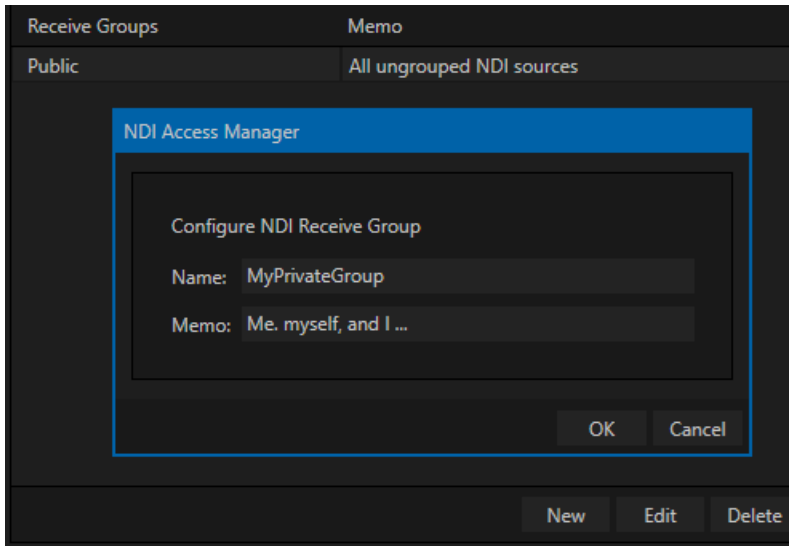 Receive Groups Memo
Public All ungrouped NDI sources
NDI Access Manager
Configure NDI Receive Group
Name: MyPrivateGroup
Memo: Me. myself, and I ...
OK Cancel
New Edit Delete